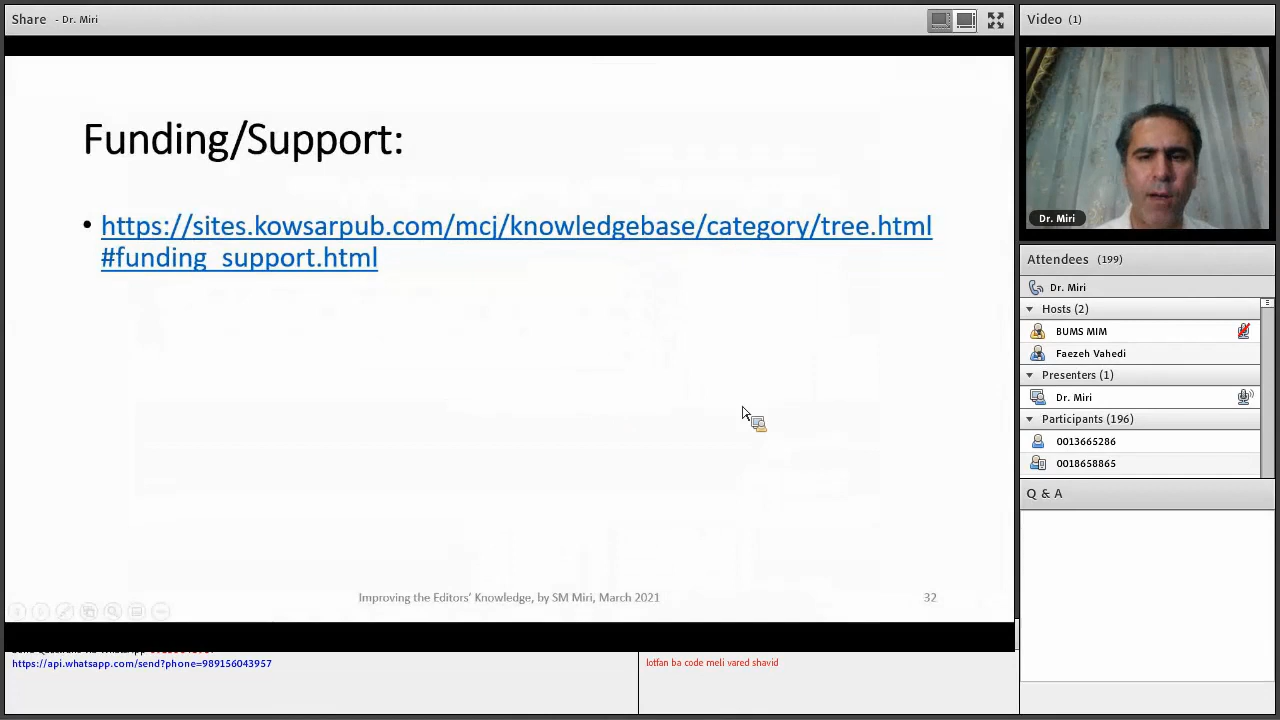 Share - Dr. Miri
Funding/Support:
• https://sites.kowsarpub.com/mcj/knowledgebase/category/tree.html
#funding_support.html
Improving the Editors' Knowledge, by SM Miri, March 2021
32
https://api.whatsapp.com/send?phone=989156043957
lotfan ba code meli vared shavid
Video (1)
Dr. Miri
Attendees (199)
Dr. Miri
Hosts (2)
BUMS MIM
Faezeh Vahedi
Presenters (1)
Dr. Miri
Participants (196)
0013665286
0018658865
Q & A